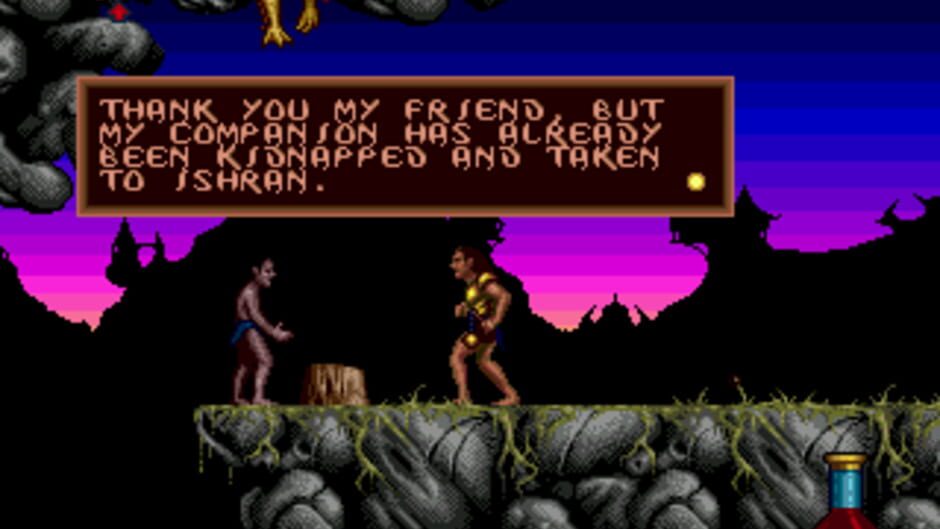 THANK YOU MY FRIEND, BUT
MY COMPANION HAS ALREADY
BEEN KIDNAPPED AND TAKEN
TO ISHRAN.